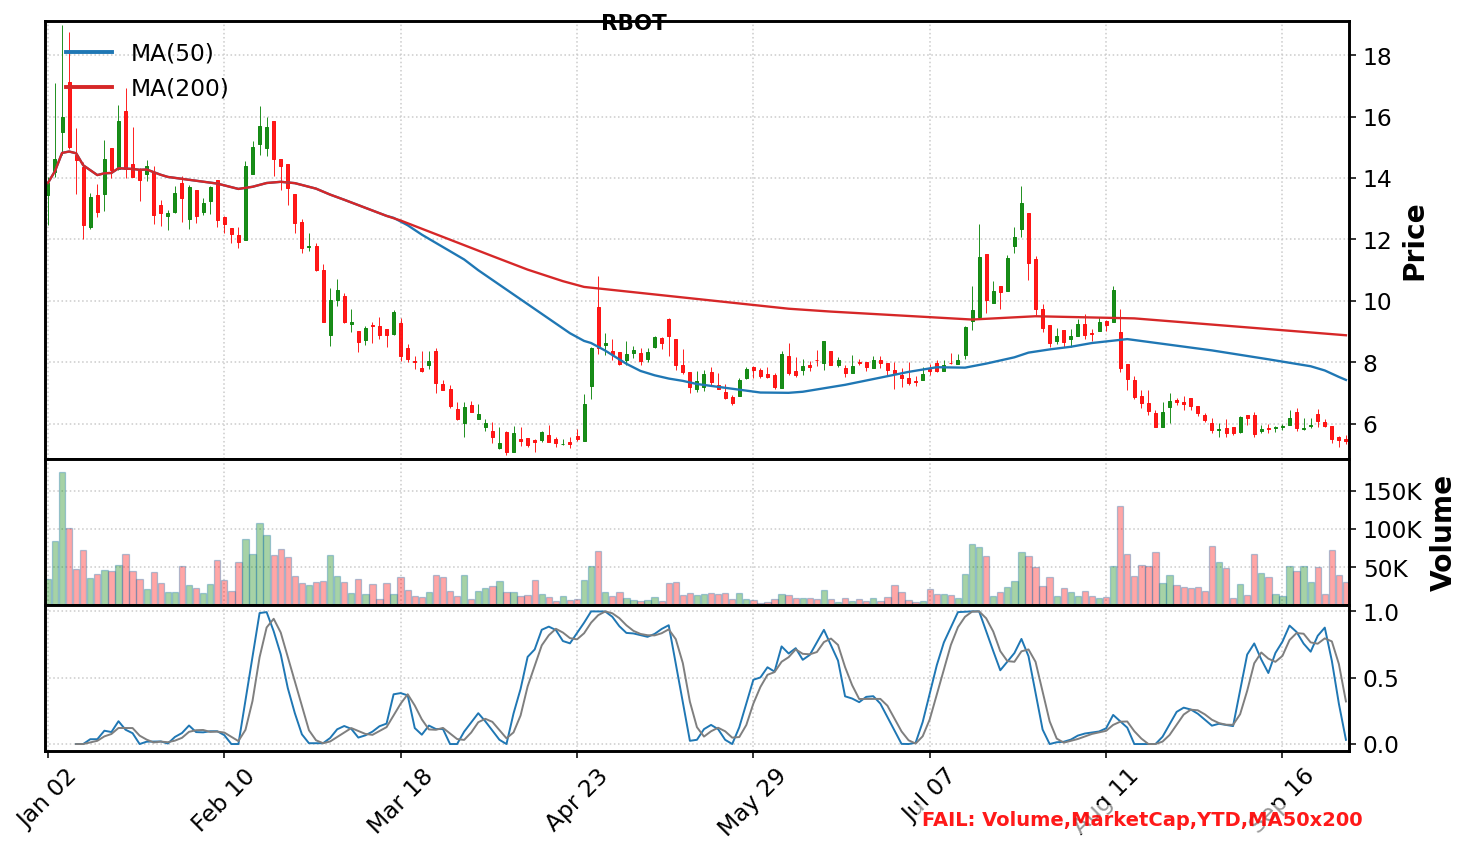 RBOT
MA(50)
MA(200)
18
16
14
12
10
8
6
Price
150K
100K
50K
Volume
1.0
0.5
0.0
Jan 02
Feb 10
Mar 18
Apr 23
May 29
Jul 07
Aug 11
Sep 16
FAIL: Volume,MarketCap,YTD,MA50x200